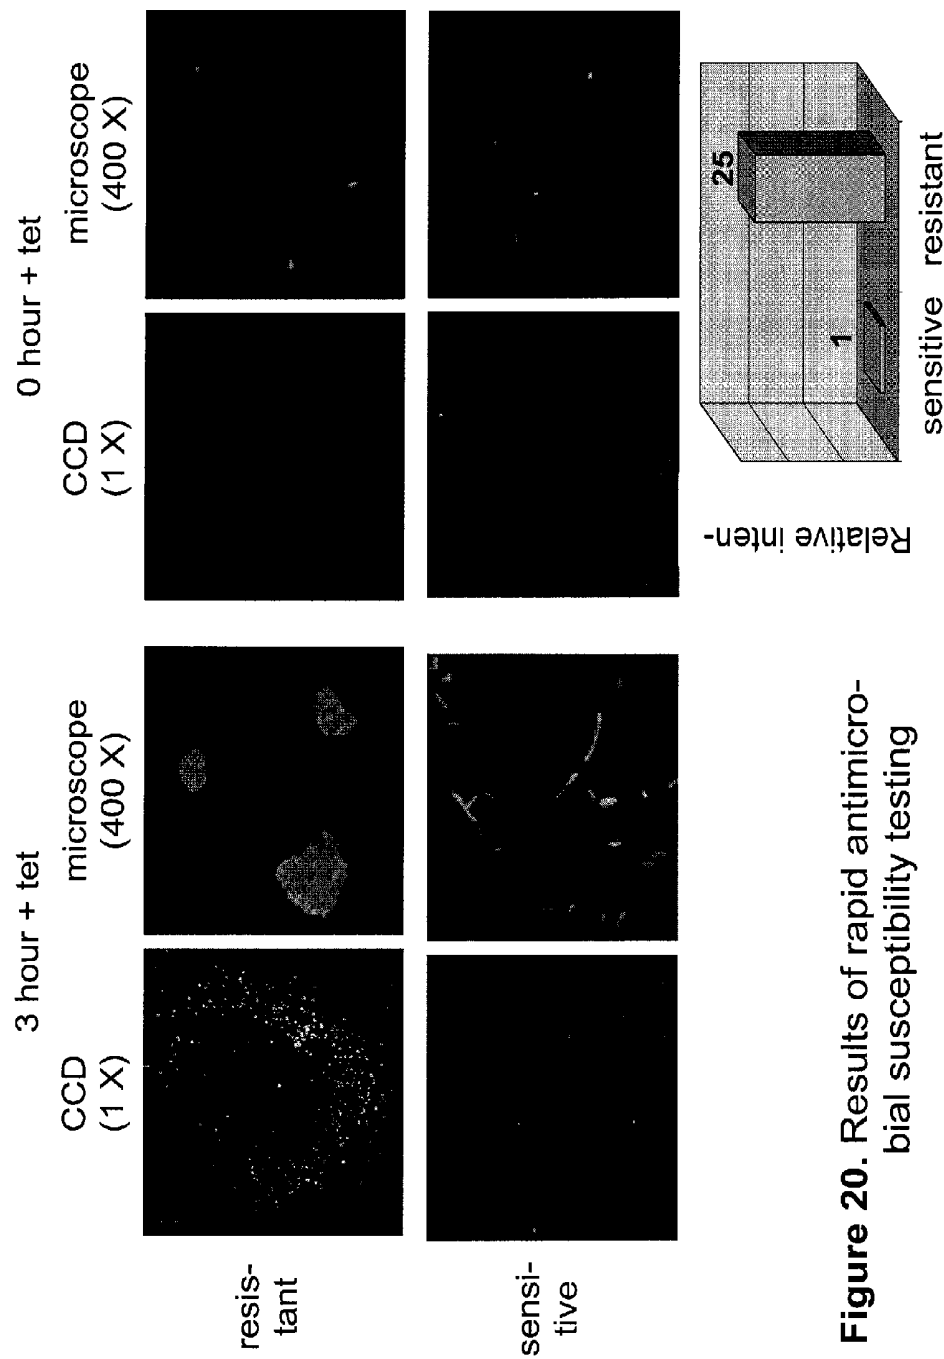 3 hour + tet
0 hour + tet
CCD
(1 X)
microscope
(400 X)
CCD
(1 X)
microscope
(400 X)
resis-
tant
sensi-
tive
Relative inten-
1
25
sensitive resistant
Figure 20. Results of rapid antimicro-
bial susceptibility testing